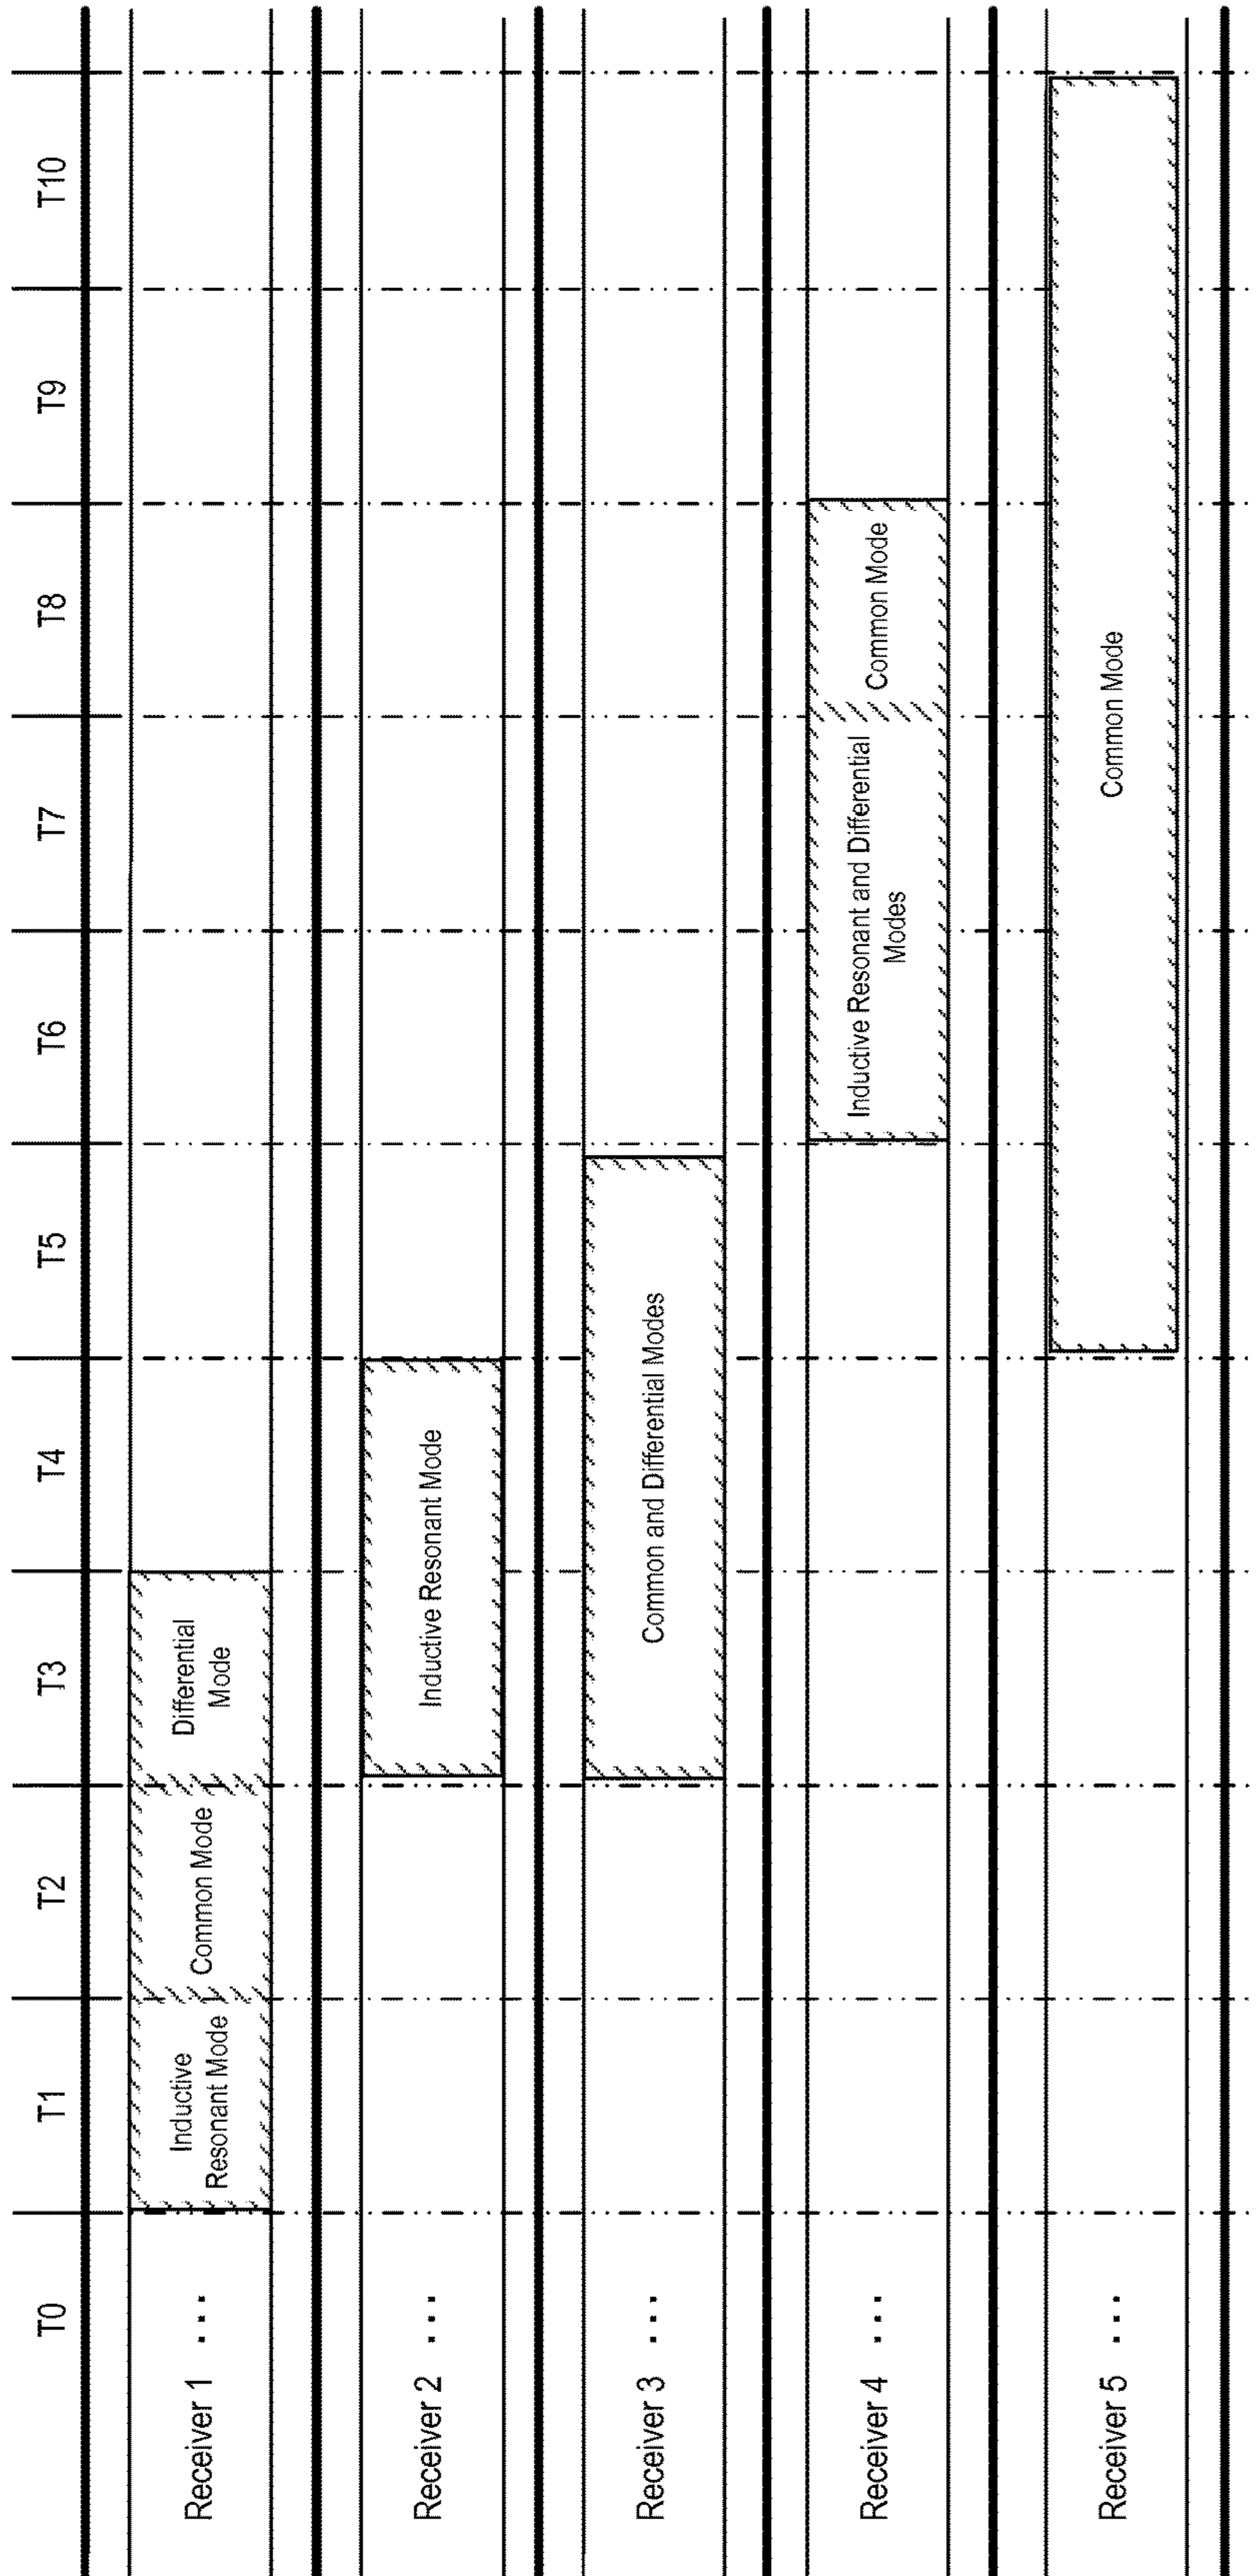 T0 T1 T2 T3 T4 T5 T6 T7 T8 T9 T10
Receiver 1 ...
Inductive
Resonant Mode
Common Mode
Differential
Mode
Receiver 2 ...
Inductive Resonant Mode
Receiver 3 ...
Common and Differential Modes
Receiver 4 ...
Inductive Resonant and Differential
Modes
Common Mode
Receiver 5 ...
Common Mode